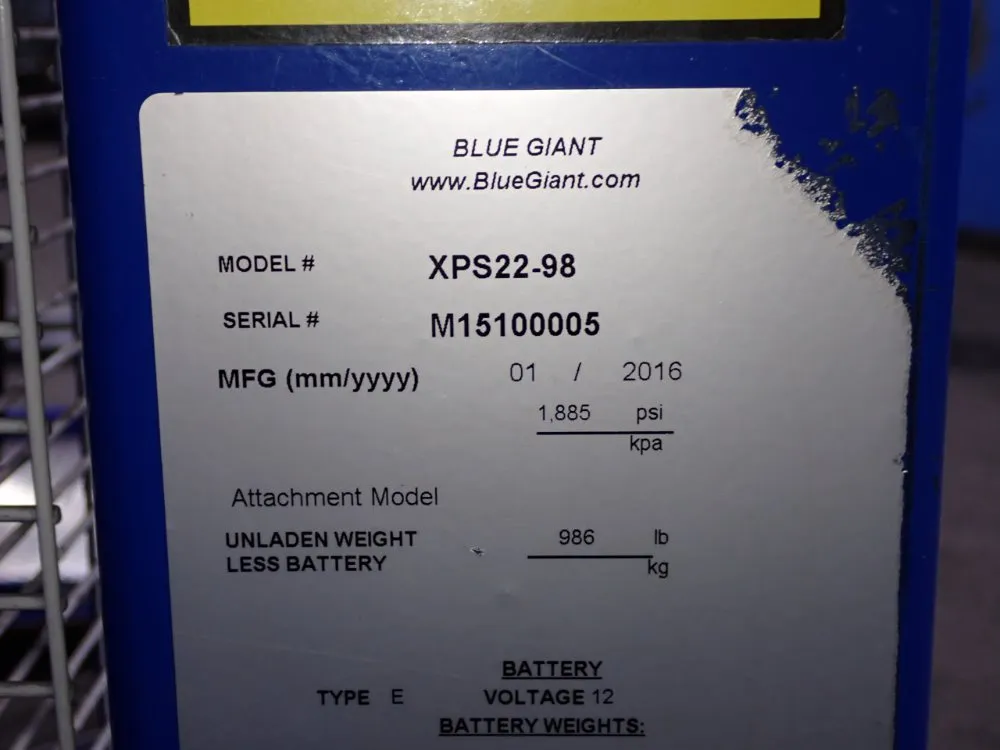 BLUE GIANT
www.BlueGiant.com
MODEL # XPS22-98
SERIAL # M15100005
MFG (mm/yyyy) 01 / 2016
1,885 psi
kpa
Attachment Model
UNLADEN WEIGHT 986 lb
LESS BATTERY kg
BATTERY
TYPE E VOLTAGE 12
BATTERY WEIGHTS: